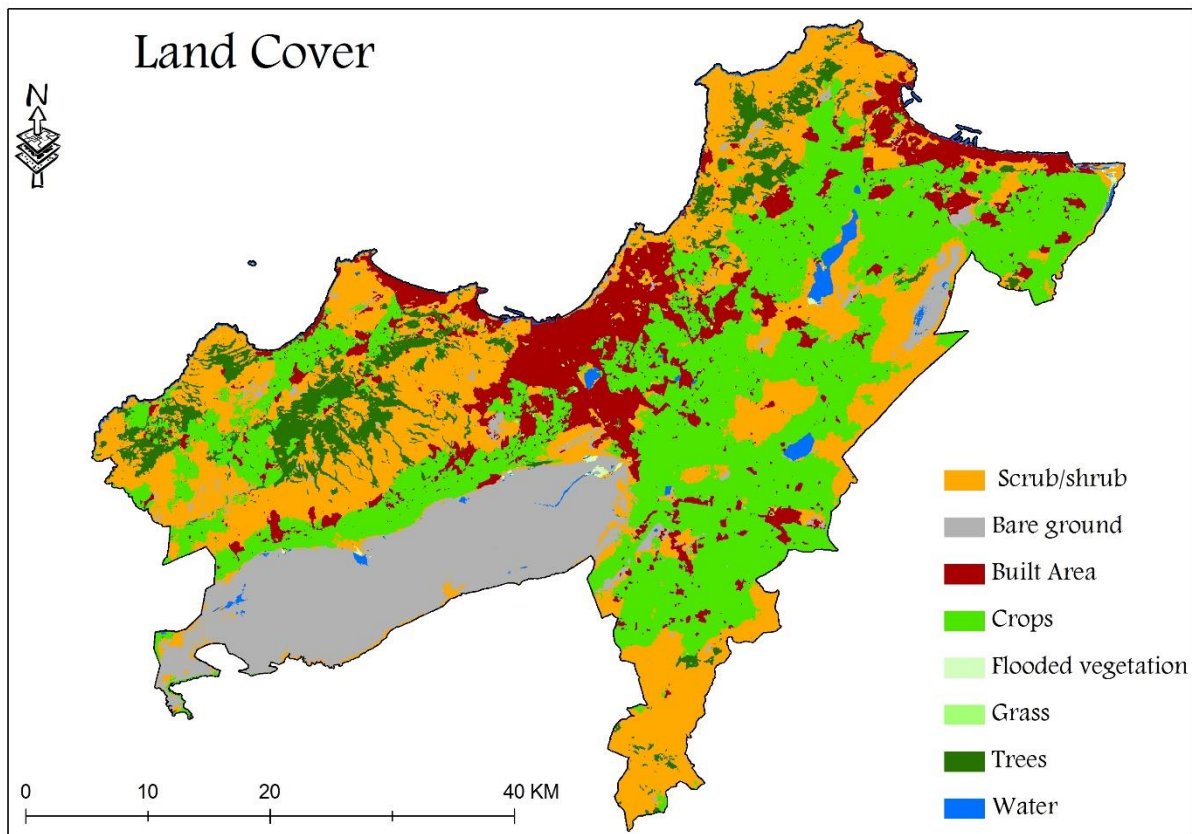 Land Cover
N
Scrub/shrub
Bare ground
Built Area
Crops
Flooded vegetation
Grass
Trees
Water
0 10 20 40 KM